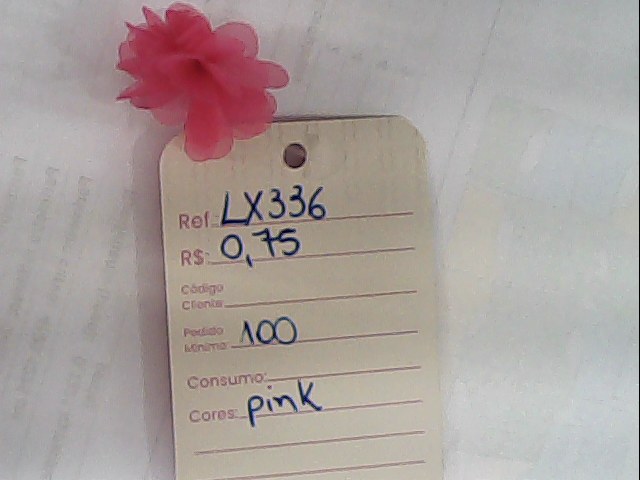 Ref.: LX336
R$: 0,75
Código
Cliente:
Pedido
Mínimo: 100
Consumo:
Cores: pink